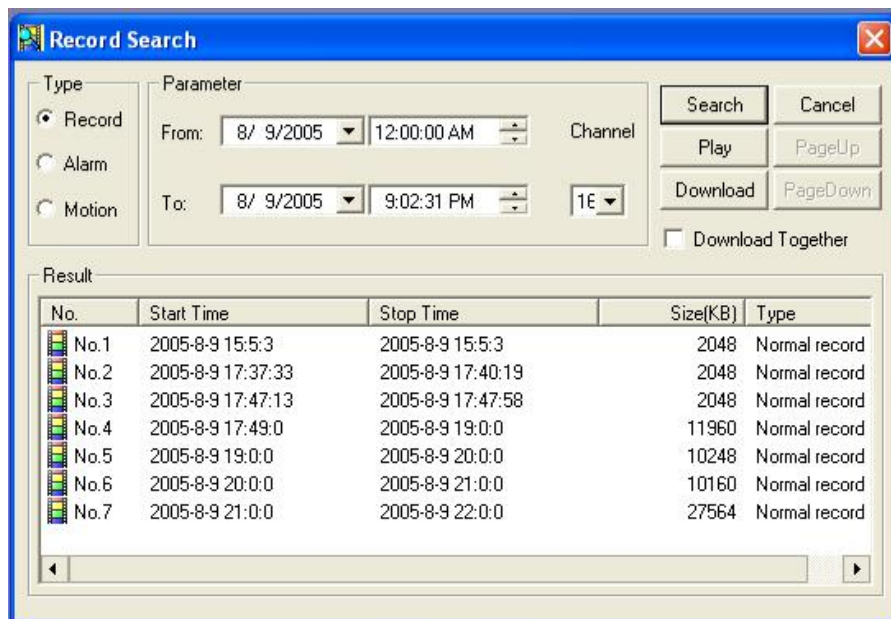 Record Search
Type
Record
Alarm
Motion
Parameter
From: 8/ 9/2005 12:00:00 AM
Channel
To: 8/ 9/2005 9:02:31 PM
Search Cancel
Play PageUp
Download PageDown
Download Together
Result
No. Start Time Stop Time Size(KB) Type
No.1 2005-8-9 15:5:3 2005-8-9 15:5:3 2048 Normal record
No.2 2005-8-9 17:37:33 2005-8-9 17:40:19 2048 Normal record
No.3 2005-8-9 17:47:13 2005-8-9 17:47:58 2048 Normal record
No.4 2005-8-9 17:49:0 2005-8-9 19:0:0 11960 Normal record
No.5 2005-8-9 19:0:0 2005-8-9 20:0:0 10248 Normal record
No.6 2005-8-9 20:0:0 2005-8-9 21:0:0 10160 Normal record
No.7 2005-8-9 21:0:0 2005-8-9 22:0:0 27564 Normal record